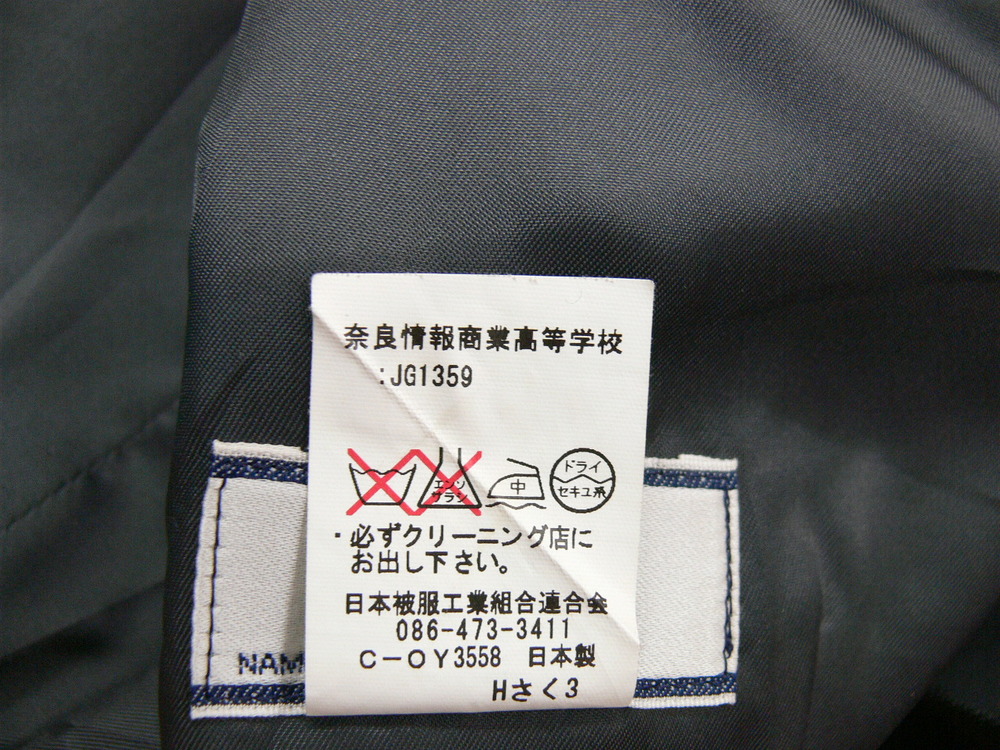 奈良情報商業高等学校
:JG1359
エンソ
サラシ
中
ドライ
セキユ系
・必ずクリーニング店に
お出し下さい。
日本被服工業組合連合会
086-473-3411
C-OY3558 日本製
Hさく3
NAM